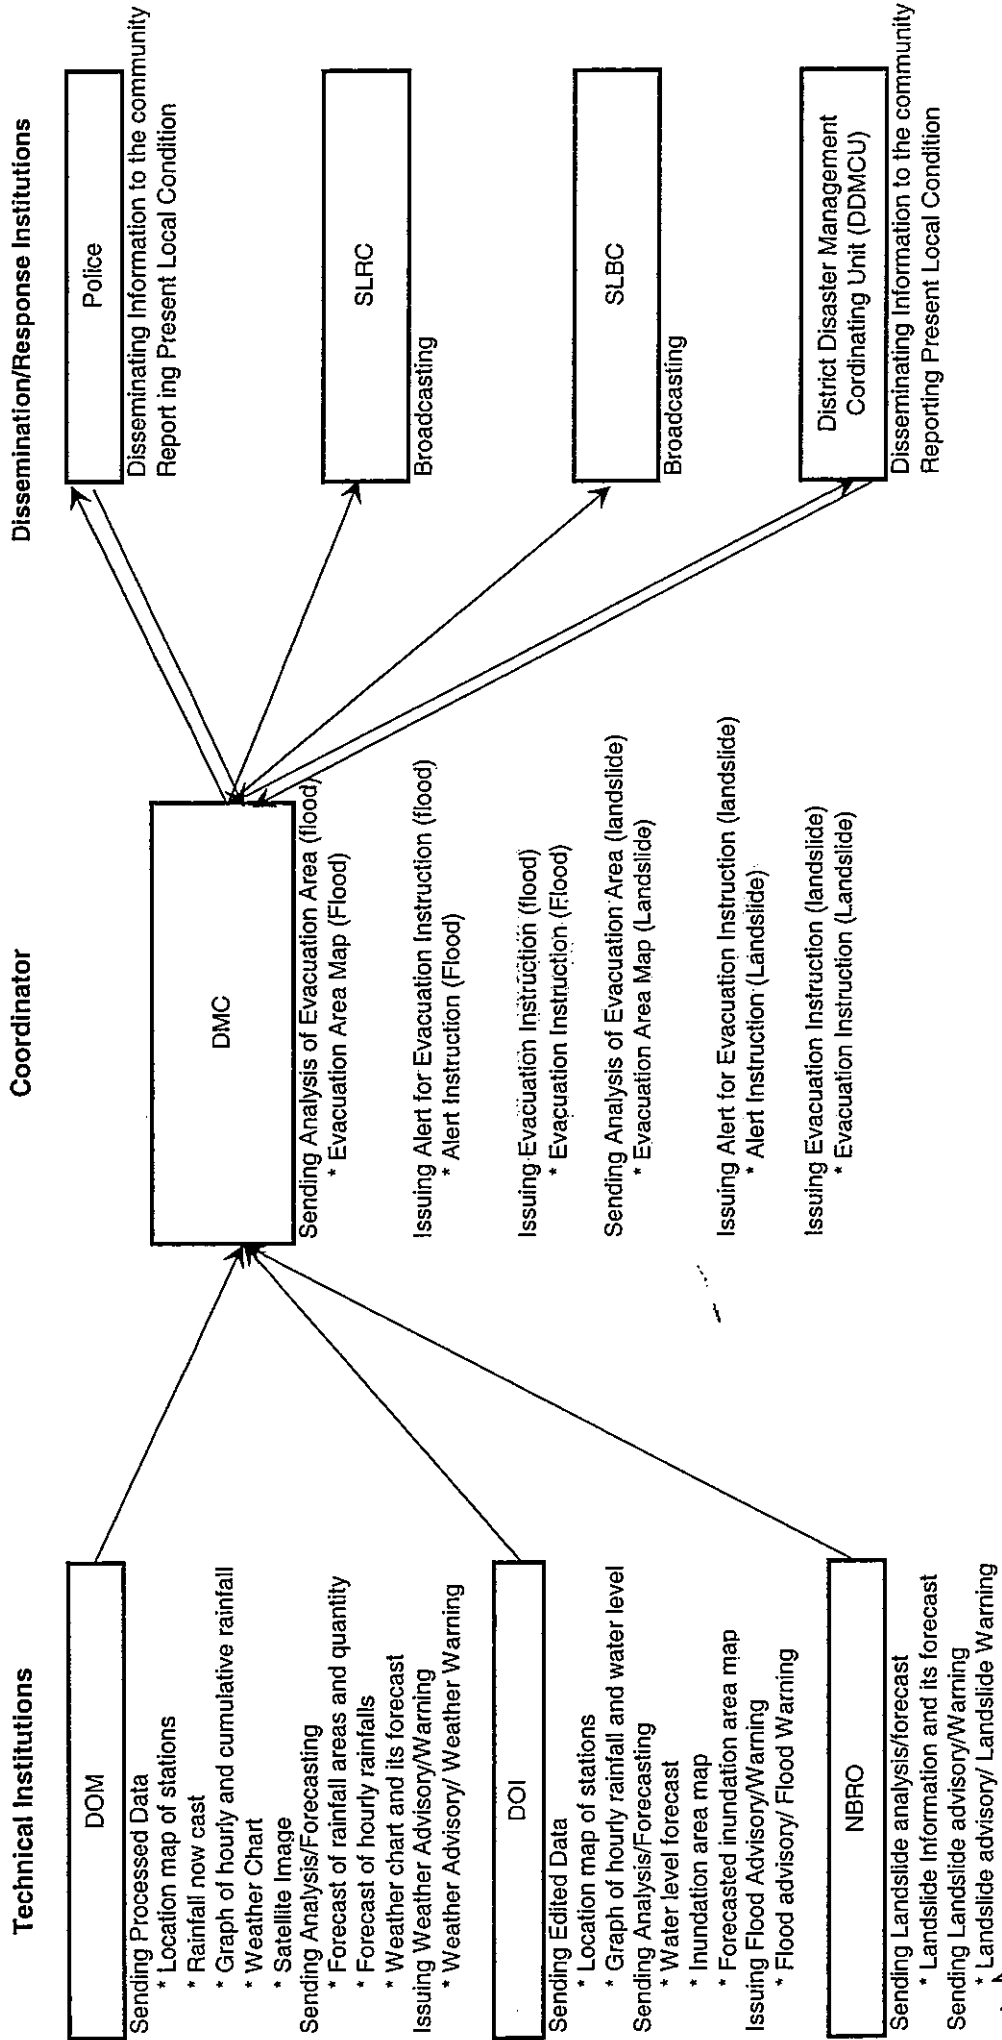 Technical Institutions
DOM
Sending Processed Data
* Location map of stations
* Rainfall now cast
* Graph of hourly and cumulative rainfall
* Weather Chart
* Satellite Image
Sending Analysis/Forecasting
* Forecast of rainfall areas and quantity
* Forecast of hourly rainfalls
* Weather chart and its forecast
Issuing Weather Advisory/Warning
* Weather Advisory/ Weather Warning
DOI
Sending Edited Data
* Location map of stations
* Graph of hourly rainfall and water level
Sending Analysis/Forecasting
* Water level forecast
* Inundation area map
* Forecasted inundation area map
Issuing Flood Advisory/Warning
* Flood advisory/ Flood Warning
NBRO
Sending Landslide analysis/forecast
* Landslide Information and its forecast
Sending Landslide advisory/Warning
* Landslide advisory/ Landslide Warning
Coordinator
DMC
Sending Analysis of Evacuation Area (flood)
* Evacuation Area Map (Flood)
Issuing Alert for Evacuation Instruction (flood)
* Alert Instruction (Flood)
Issuing Evacuation Instruction (flood)
* Evacuation Instruction (Flood)
Sending Analysis of Evacuation Area (landslide)
* Evacuation Area Map (Landslide)
Issuing Alert for Evacuation Instruction (landslide)
* Alert Instruction (Landslide)
Issuing Evacuation Instruction (landslide)
* Evacuation Instruction (Landslide)
Dissemination/Response Institutions
Police
Disseminating Information to the community
Report ing Present Local Condition
SLRC
Broadcasting
SLBC
Broadcasting
District Disaster Management
Cordinating Unit (DDMCU)
Disseminating Information to the community
Reporting Present Local Condition